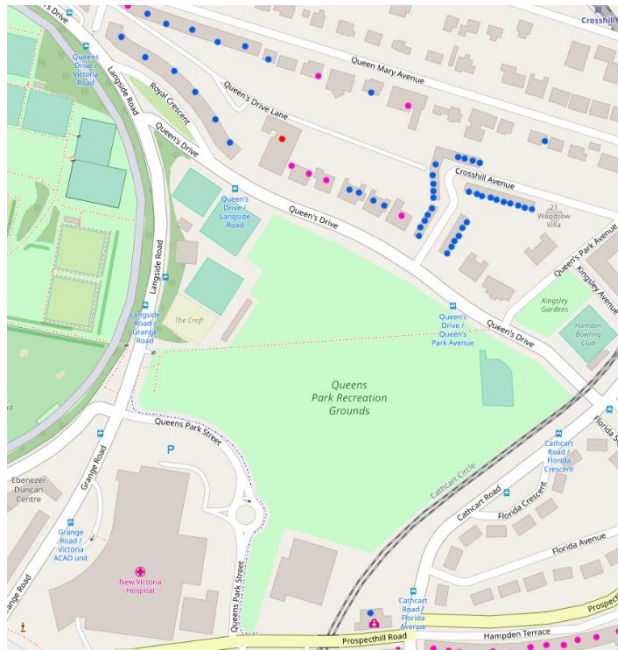 Crosshill
Queens
Drive /
Victoria
Road
Langside Road
Royal Crescent
Queen Mary Avenue
Queen's Drive Lane
Queen's Drive
Crosshill Avenue
Queen's
Drive /
Langside
Road
Queen's Drive
21
Woodrow
Villa
Queen's Park Avenue
Kingsley Avenue
Langside Road
Kingsley
Gardens
Langside
Road /
Grange
Road
The Croft
Queen's
Drive /
Queen's
Park Avenue
Queen's Drive
Hampden
Bowling
Club
Queens
Park Recreation
Grounds
Queens Park Street
P
Grange Road
Cathcart Circle
Cathcart
Road /
Florida
Crescent
Florida S
Ebenezer
Duncan
Centre
Cathcart Road
Florida Crescent
Grange
Road /
Victoria
ACAD unit
Florida Avenue
New Victoria
Hospital
Queens Park Street
Grange Road
Cathcart
Road /
Florida
Avenue
Prospecthill Road
Hampden Terrace
Prospec